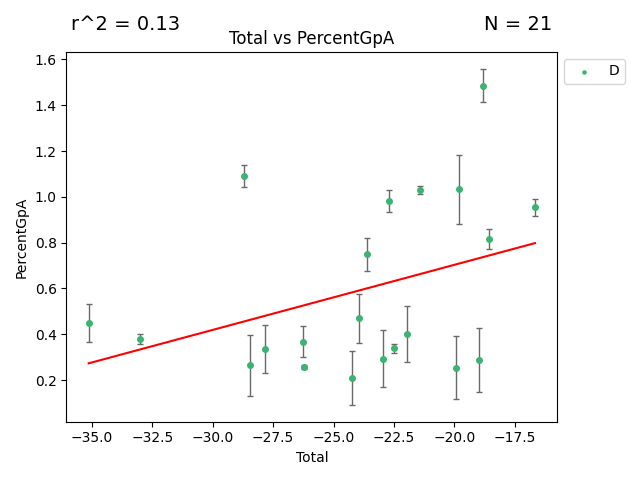 r^2 = 0.13 N = 21
Total vs PercentGpA
D
1.6
1.4
1.2
1.0
0.8
0.6
0.4
0.2
PercentGpA
−35.0 −32.5 −30.0 −27.5 −25.0 −22.5 −20.0 −17.5
Total